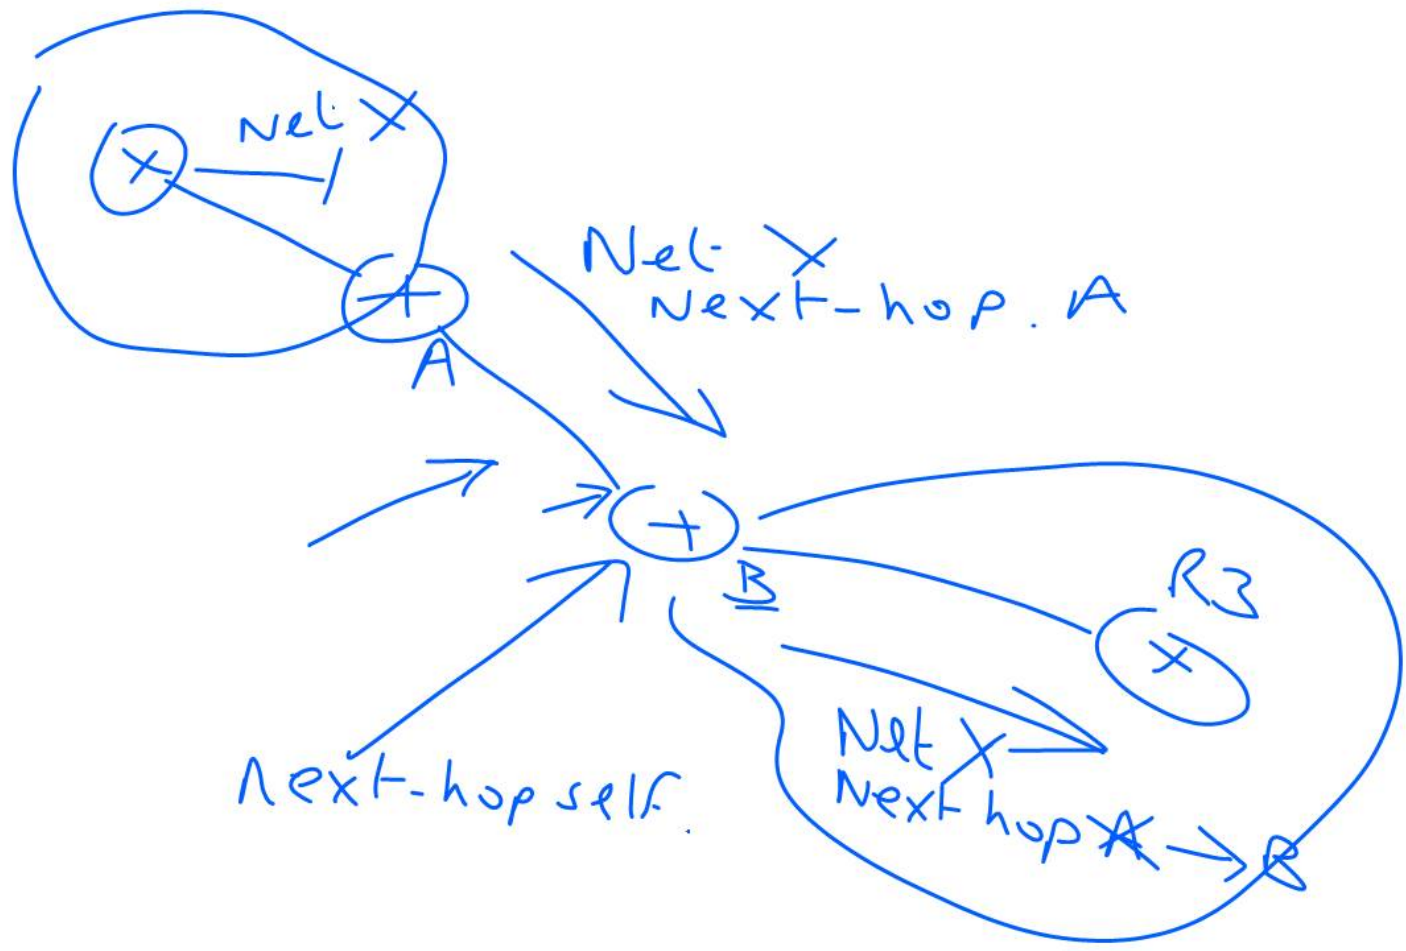 Net X
Net X
Next-hop. A
A
B
R3
Net X
Next hop A → B
next-hop self.